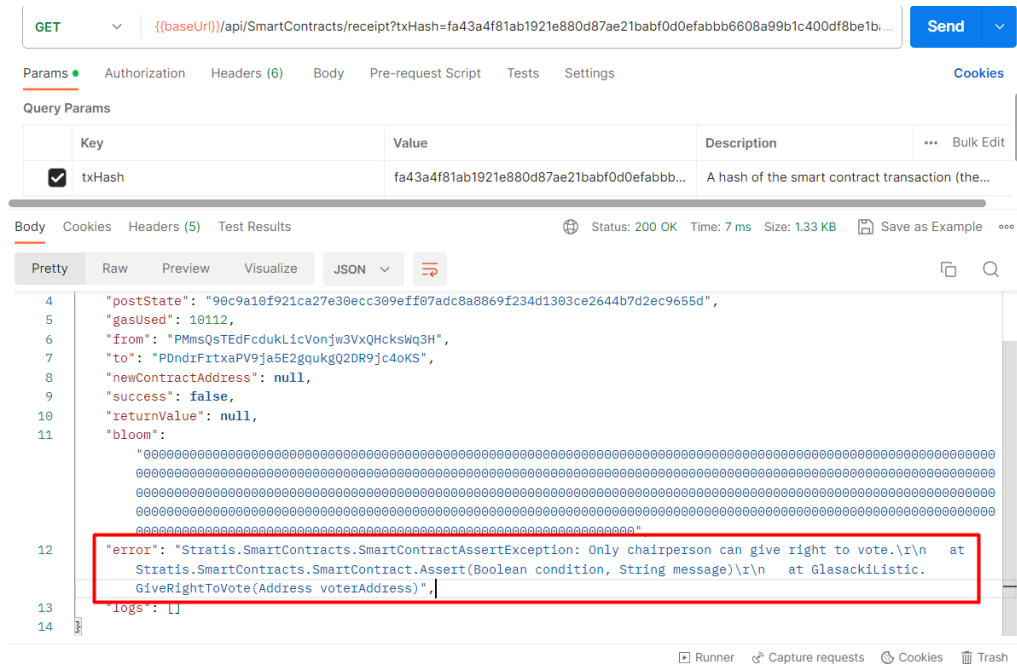 GET {{baseUrl}}/api/SmartContracts/receipt?txHash=fa43a4f81ab1921e880d87ae21babf0d0efabbb6608a99b1c400df8be1b... Send
Params Authorization Headers (6) Body Pre-request Script Tests Settings Cookies
Query Params
Key Value Description ••• Bulk Edit
txHash fa43a4f81ab1921e880d87ae21babf0d0efabbb... A hash of the smart contract transaction (the...
Body Cookies Headers (5) Test Results Status: 200 OK Time: 7 ms Size: 1.33 KB Save as Example
Pretty Raw Preview Visualize JSON
4 "postState": "90c9a10f921ca27e30ecc309eff07adc8a8869f234d1303ce2644b7d2ec9655d",
5 "gasUsed": 10112,
6 "from": "PMmsQsTEdFcdukLicVonjw3VxQHcksWq3H",
7 "to": "PDndrFrtxaPV9ja5E2gqukgQ2DR9jc4oKS",
8 "newContractAddress": null,
9 "success": false,
10 "returnValue": null,
11 "bloom":
12 "error": "Stratis.SmartContracts.SmartContractAssertException: Only chairperson can give right to vote.\r\n   at
Stratis.SmartContracts.SmartContract.Assert(Boolean condition, String message)\r\n   at GlasackiListic.
GiveRightToVote(Address voterAddress)",
13 "logs": []
14 }
Runner Capture requests Cookies Trash